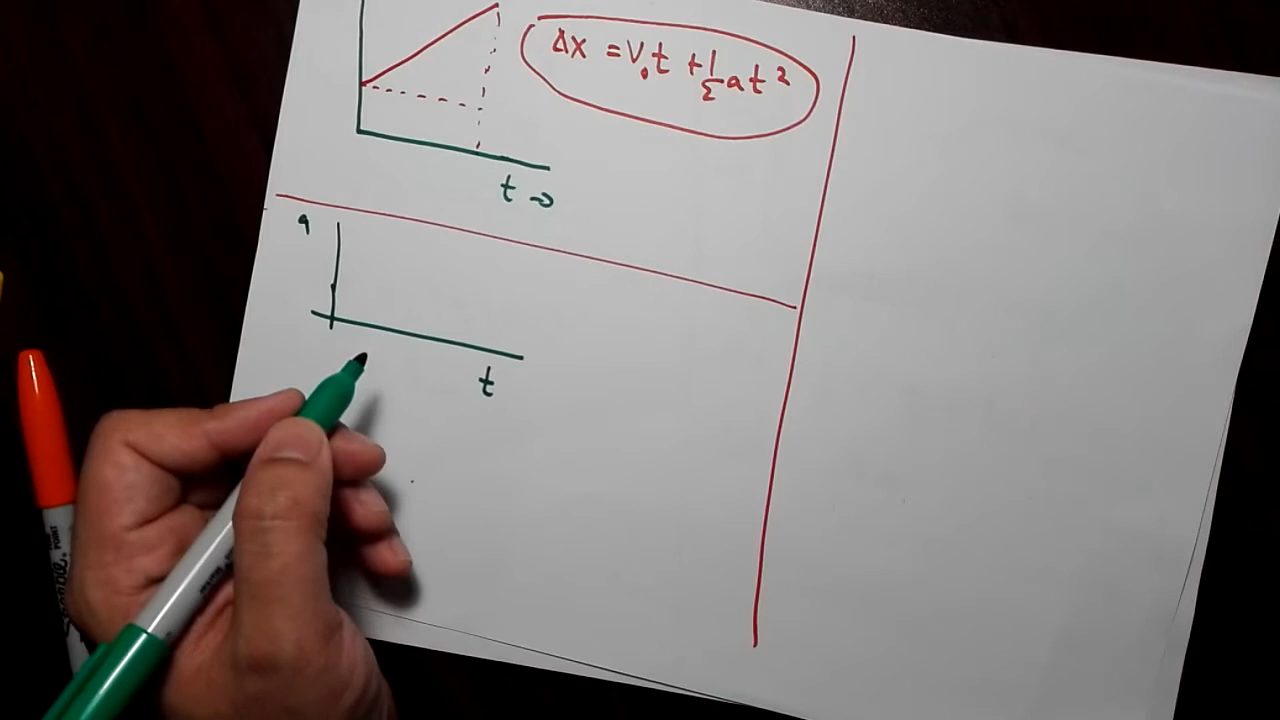 Δx = V₀t + ½at²
t →
a
t